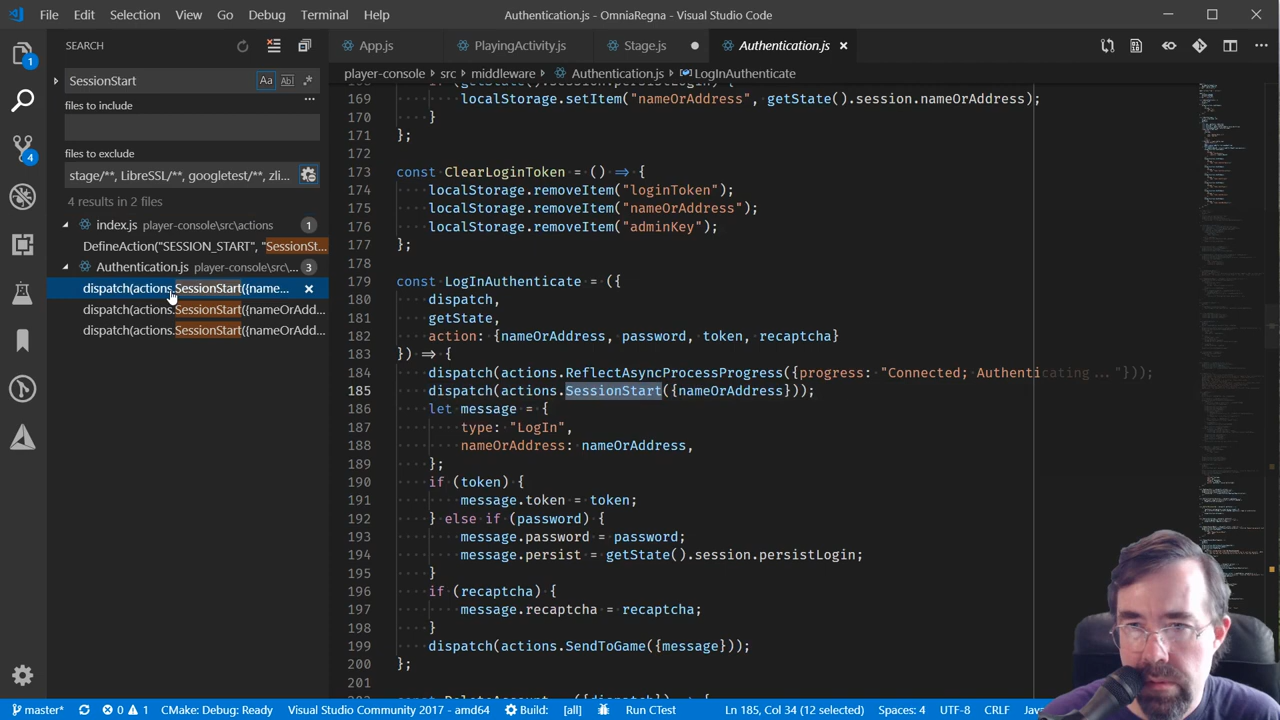 File Edit Selection View Go Debug Terminal Help
Authentication.js - OmniaRegna - Visual Studio Code
SEARCH
App.js PlayingActivity.js Stage.js Authentication.js
SessionStart
Aa
player-console > src > middleware > Authentication.js > LogInAuthenticate
files to include
files to exclude
stage/**, LibreSSL/**, googletest/**, zli...
4 results in 2 files
index.js player-console\src\actions 1
DefineAction("SESSION_START", "SessionSt...
Authentication.js player-console\src\... 3
dispatch(actions.SessionStart({name...
dispatch(actions.SessionStart({nameOrAdd...
dispatch(actions.SessionStart({nameOrAdd...
169 localStorage.setItem("nameOrAddress", getState().session.nameOrAddress);
170 }
171 };
172
173 const ClearLog Token = () => {
174 localStorage.removeItem("loginToken");
175 localStorage.removeItem("nameOrAddress");
176 localStorage.removeItem("adminKey");
177 };
178
179 const LogInAuthenticate = ({
180 dispatch,
181 getState,
182 action: {nameOrAddress, password, token, recaptcha}
183 }) => {
184 dispatch(actions.ReflectAsyncProcessProgress({progress: "Connected; Authenticating ... "}));
185 dispatch(actions.SessionStart({nameOrAddress}));
186 let message = {
187 type: "LogIn",
188 nameOrAddress: nameOrAddress,
189 };
190 if (token) {
191 message.token = token;
192 } else if (password) {
193 message.password = password;
194 message.persist = getState().session.persistLogin;
195 }
196 if (recaptcha) {
197 message.recaptcha = recaptcha;
198 }
199 dispatch(actions.SendToGame({message}));
200 };
201
1
4
master* 0 1 CMake: Debug: Ready Visual Studio Community 2017 - amd64 Build: [all] Run CTest Ln 185, Col 34 (12 selected) Spaces: 4 UTF-8 CRLF